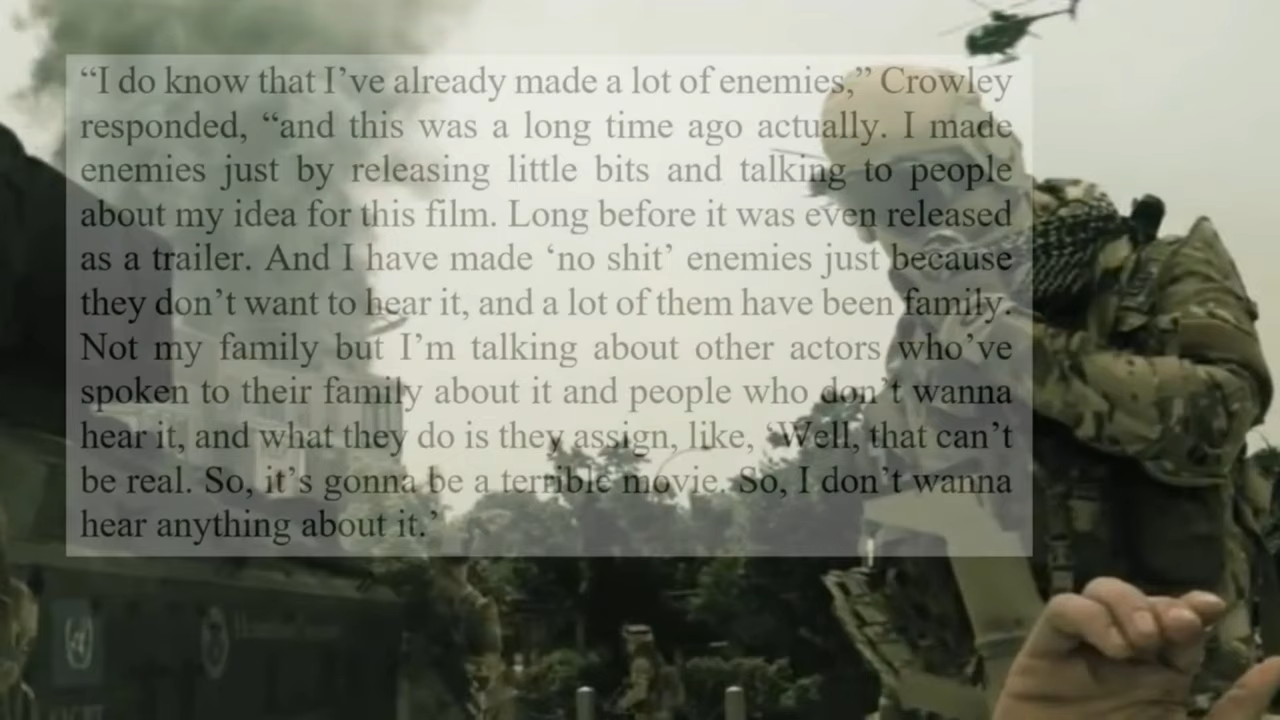 “I do know that I’ve already made a lot of enemies,” Crowley
responded, “and this was a long time ago actually. I made
enemies just by releasing little bits and talking to people
about my idea for this film. Long before it was even released
as a trailer. And I have made ‘no shit’ enemies just because
they don’t want to hear it, and a lot of them have been family.
Not my family but I’m talking about other actors who’ve
spoken to their family about it and people who don’t wanna
hear it, and what they do is they assign, like, ‘Well, that can’t
be real. So, it’s gonna be a terrible movie. So, I don’t wanna
hear anything about it.’